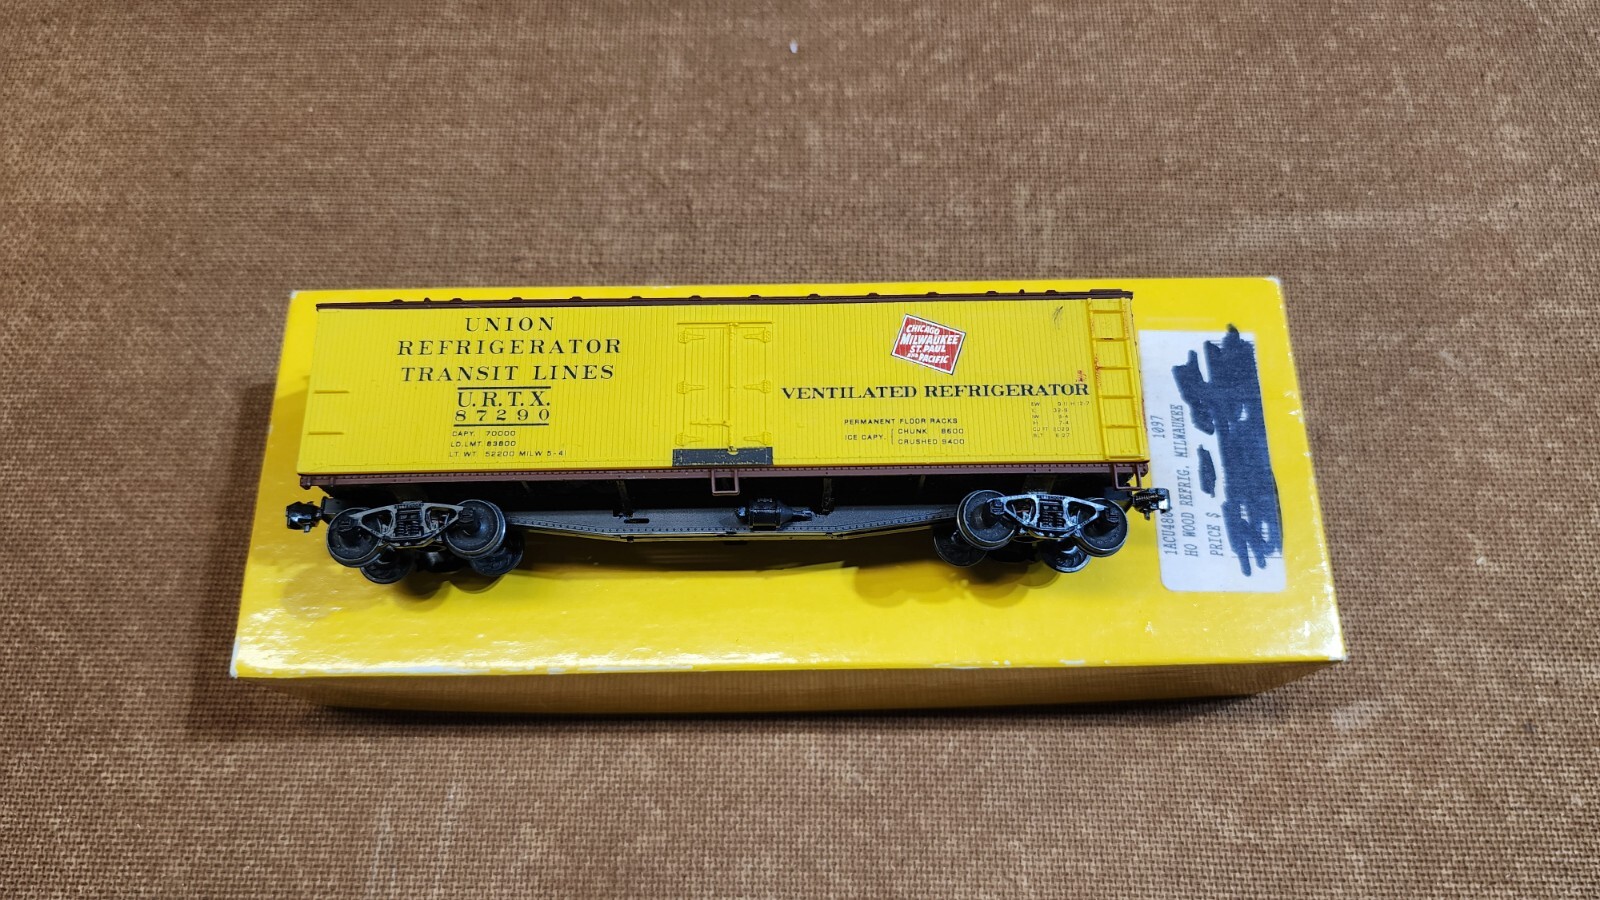 UNION
REFRIGERATOR
TRANSIT LINES
U.R.T.X.
87290
CAPY. 70000
LD. LMT 83800
LT. WT. 52200 MILW 5-41
CHICAGO
MILWAUKEE
ST. PAUL
AND PACIFIC
VENTILATED REFRIGERATOR
PERMANENT FLOOR RACKS
ICE CAPY.
CHUNK 8600
CRUSHED 9400
1097
HO WOOD REFRIG. MILWAUKEE
PRICE $